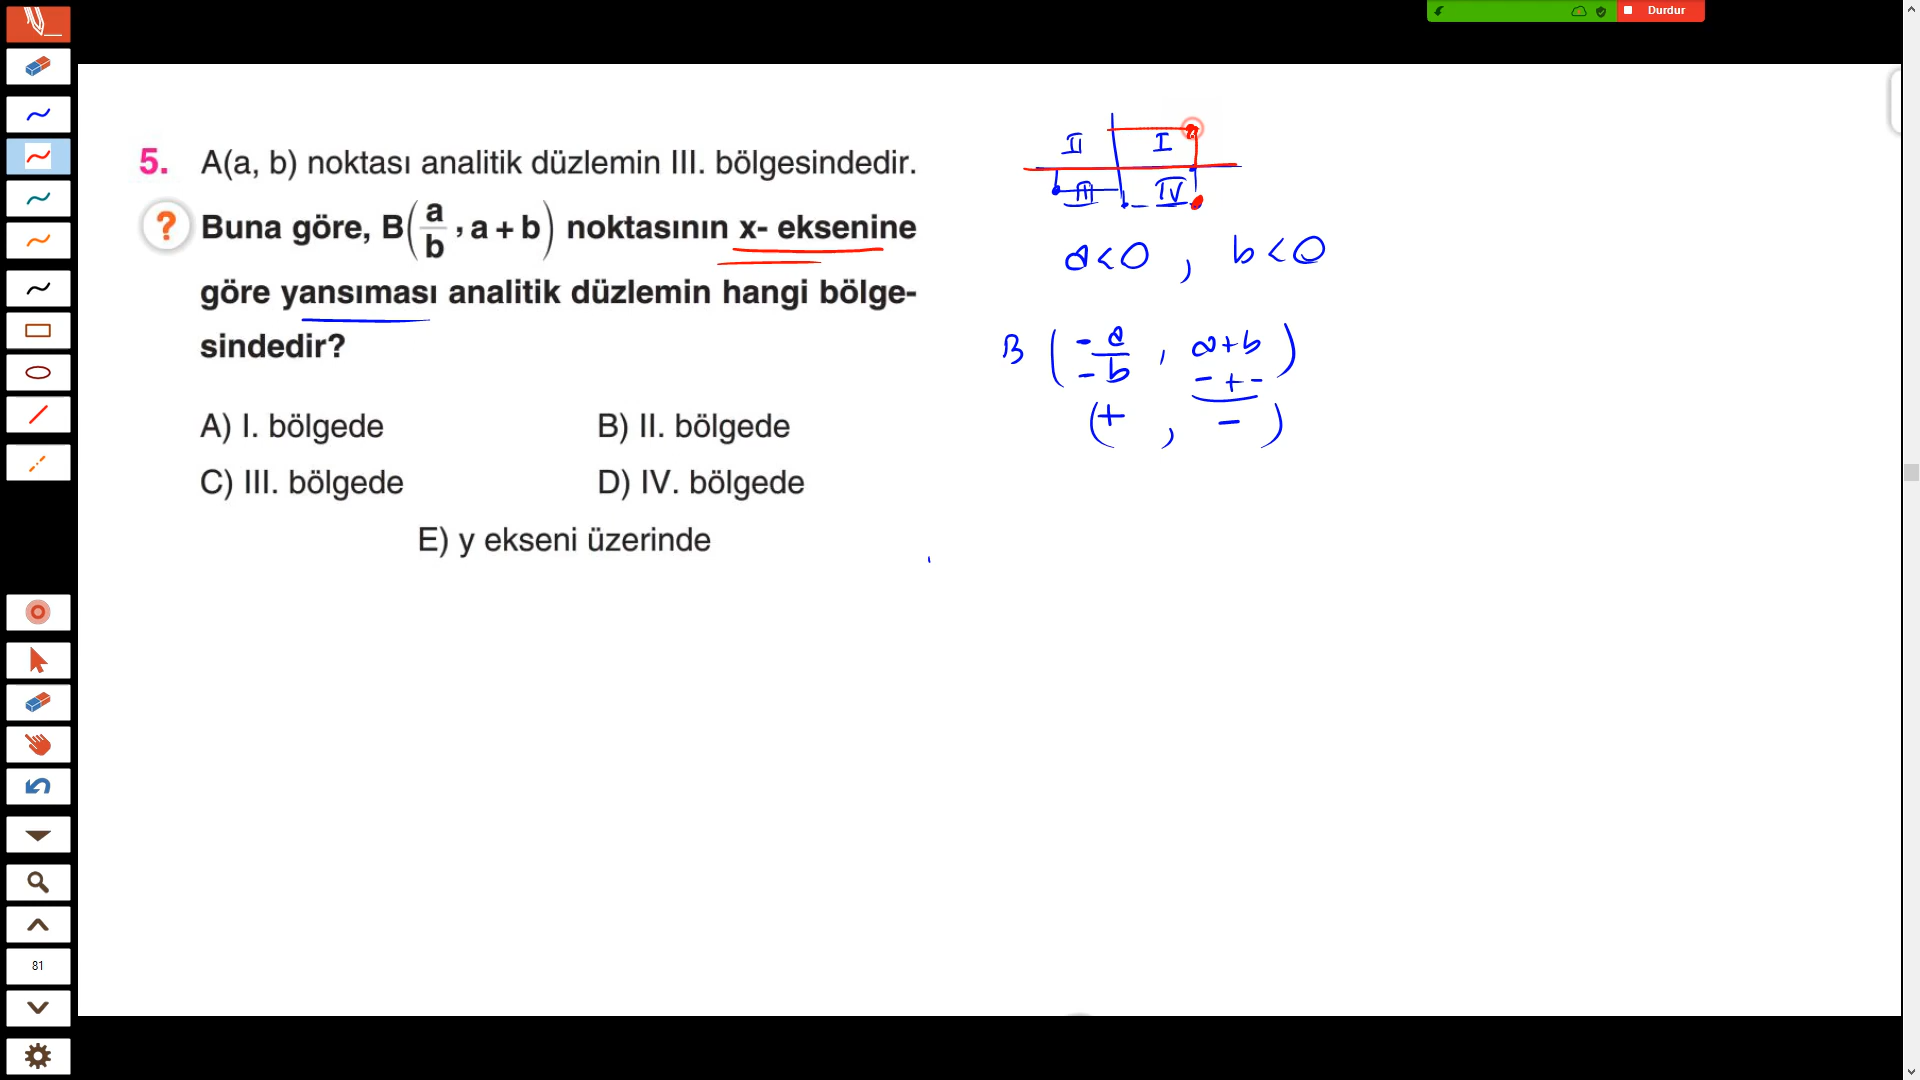 Durdur
5. A(a, b) noktası analitik düzlemin III. bölgesindedir.
? Buna göre, B(a/b, a + b) noktasının x- eksenine
göre yansıması analitik düzlemin hangi bölge-
sindedir?
A) I. bölgede
B) II. bölgede
C) III. bölgede
D) IV. bölgede
E) y ekseni üzerinde
II I
III IV
a<0 , b<0
B (-a/-b , a+b)
- + -
(+ , -)
81